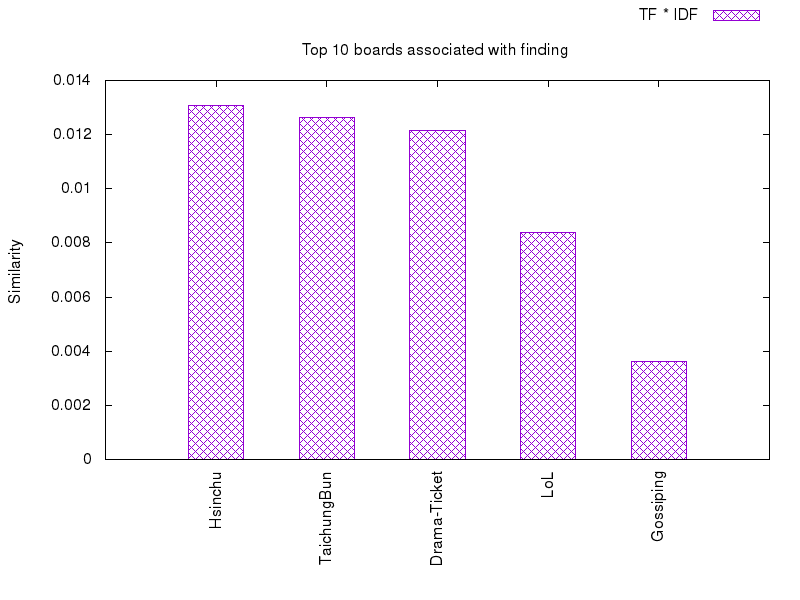 TF * IDF
Top 10 boards associated with finding
0.014
0.012
0.01
0.008
0.006
0.004
0.002
0
Similarity
Hsinchu
TaichungBun
Drama-Ticket
LoL
Gossiping